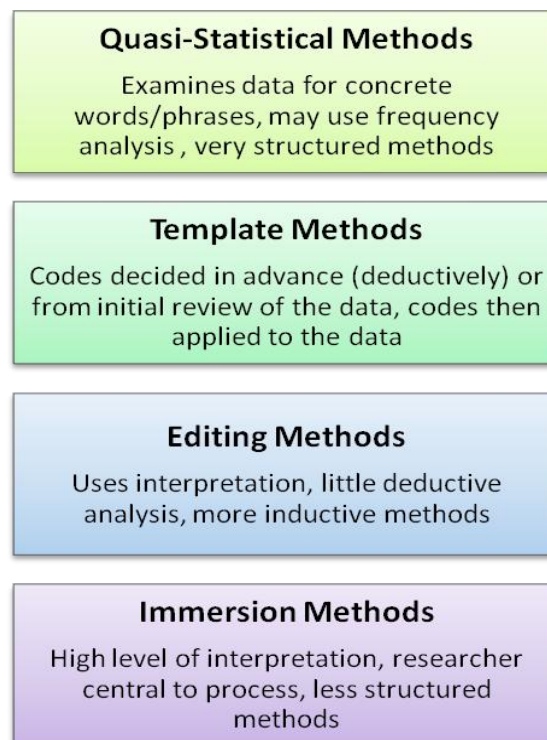 Quasi-Statistical Methods
Examines data for concrete
words/phrases, may use frequency
analysis , very structured methods
Template Methods
Codes decided in advance (deductively) or
from initial review of the data, codes then
applied to the data
Editing Methods
Uses interpretation, little deductive
analysis, more inductive methods
Immersion Methods
High level of interpretation, researcher
central to process, less structured
methods